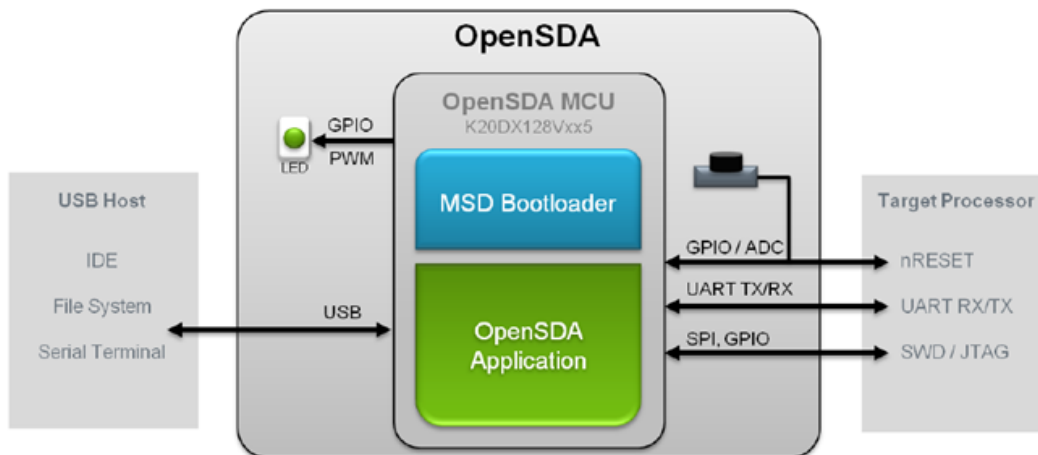 OpenSDA
OpenSDA MCU
K20DX128Vxx5
GPIO
PWM
LED
MSD Bootloader
USB Host
IDE
File System
Serial Terminal
USB
OpenSDA
Application
GPIO / ADC
UART TX/RX
SPI, GPIO
Target Processor
nRESET
UART RX/TX
SWD / JTAG